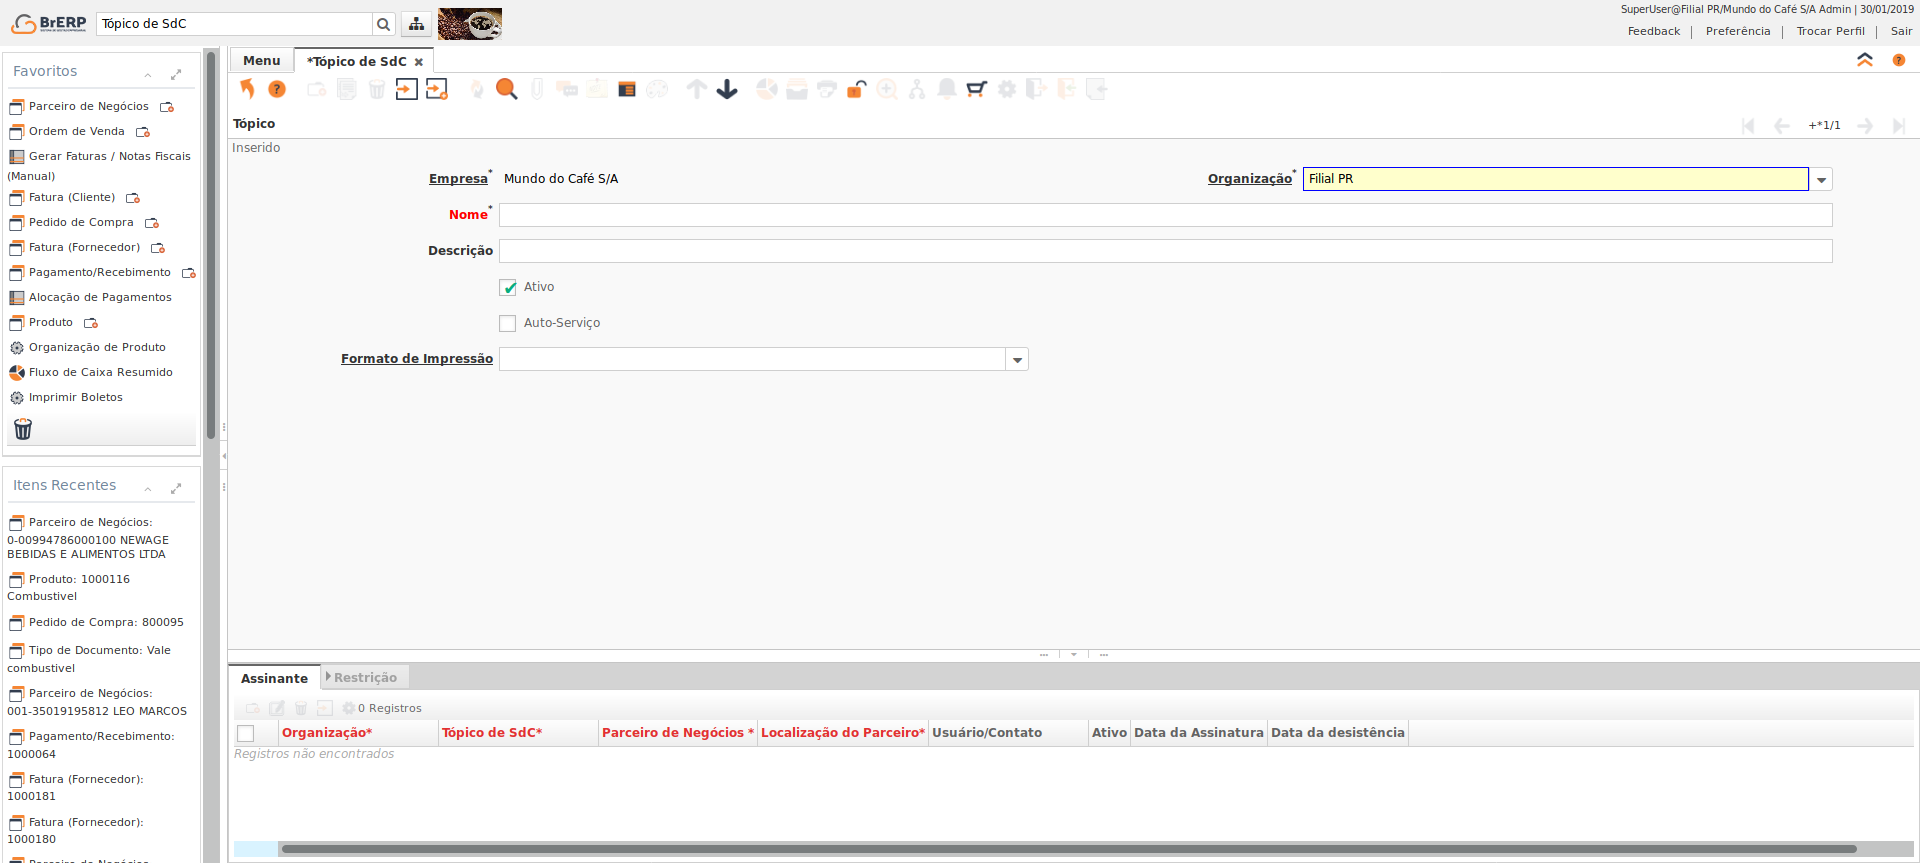 BrERP
Tópico de SdC
SuperUser@Filial PR/Mundo do Café S/A Admin | 30/01/2019
Feedback | Preferência | Trocar Perfil | Sair
Favoritos
Parceiro de Negócios
Ordem de Venda
Gerar Faturas / Notas Fiscais
(Manual)
Fatura (Cliente)
Pedido de Compra
Fatura (Fornecedor)
Pagamento/Recebimento
Alocação de Pagamentos
Produto
Organização de Produto
Fluxo de Caixa Resumido
Imprimir Boletos
Itens Recentes
Parceiro de Negócios:
0-00994786000100 NEWAGE
BEBIDAS E ALIMENTOS LTDA
Produto: 1000116
Combustivel
Pedido de Compra: 800095
Tipo de Documento: Vale
combustivel
Parceiro de Negócios:
001-35019195812 LEO MARCOS
Pagamento/Recebimento:
1000064
Fatura (Fornecedor):
1000181
Fatura (Fornecedor):
1000180
Parceiro de Negócios
Menu
*Tópico de SdC
Tópico
+*1/1
Inserido
Empresa* Mundo do Café S/A
Organização* Filial PR
Nome*
Descrição
Ativo
Auto-Serviço
Formato de Impressão
Assinante
Restrição
0 Registros
Organização* Tópico de SdC* Parceiro de Negócios * Localização do Parceiro* Usuário/Contato Ativo Data da Assinatura Data da desistência
Registros não encontrados